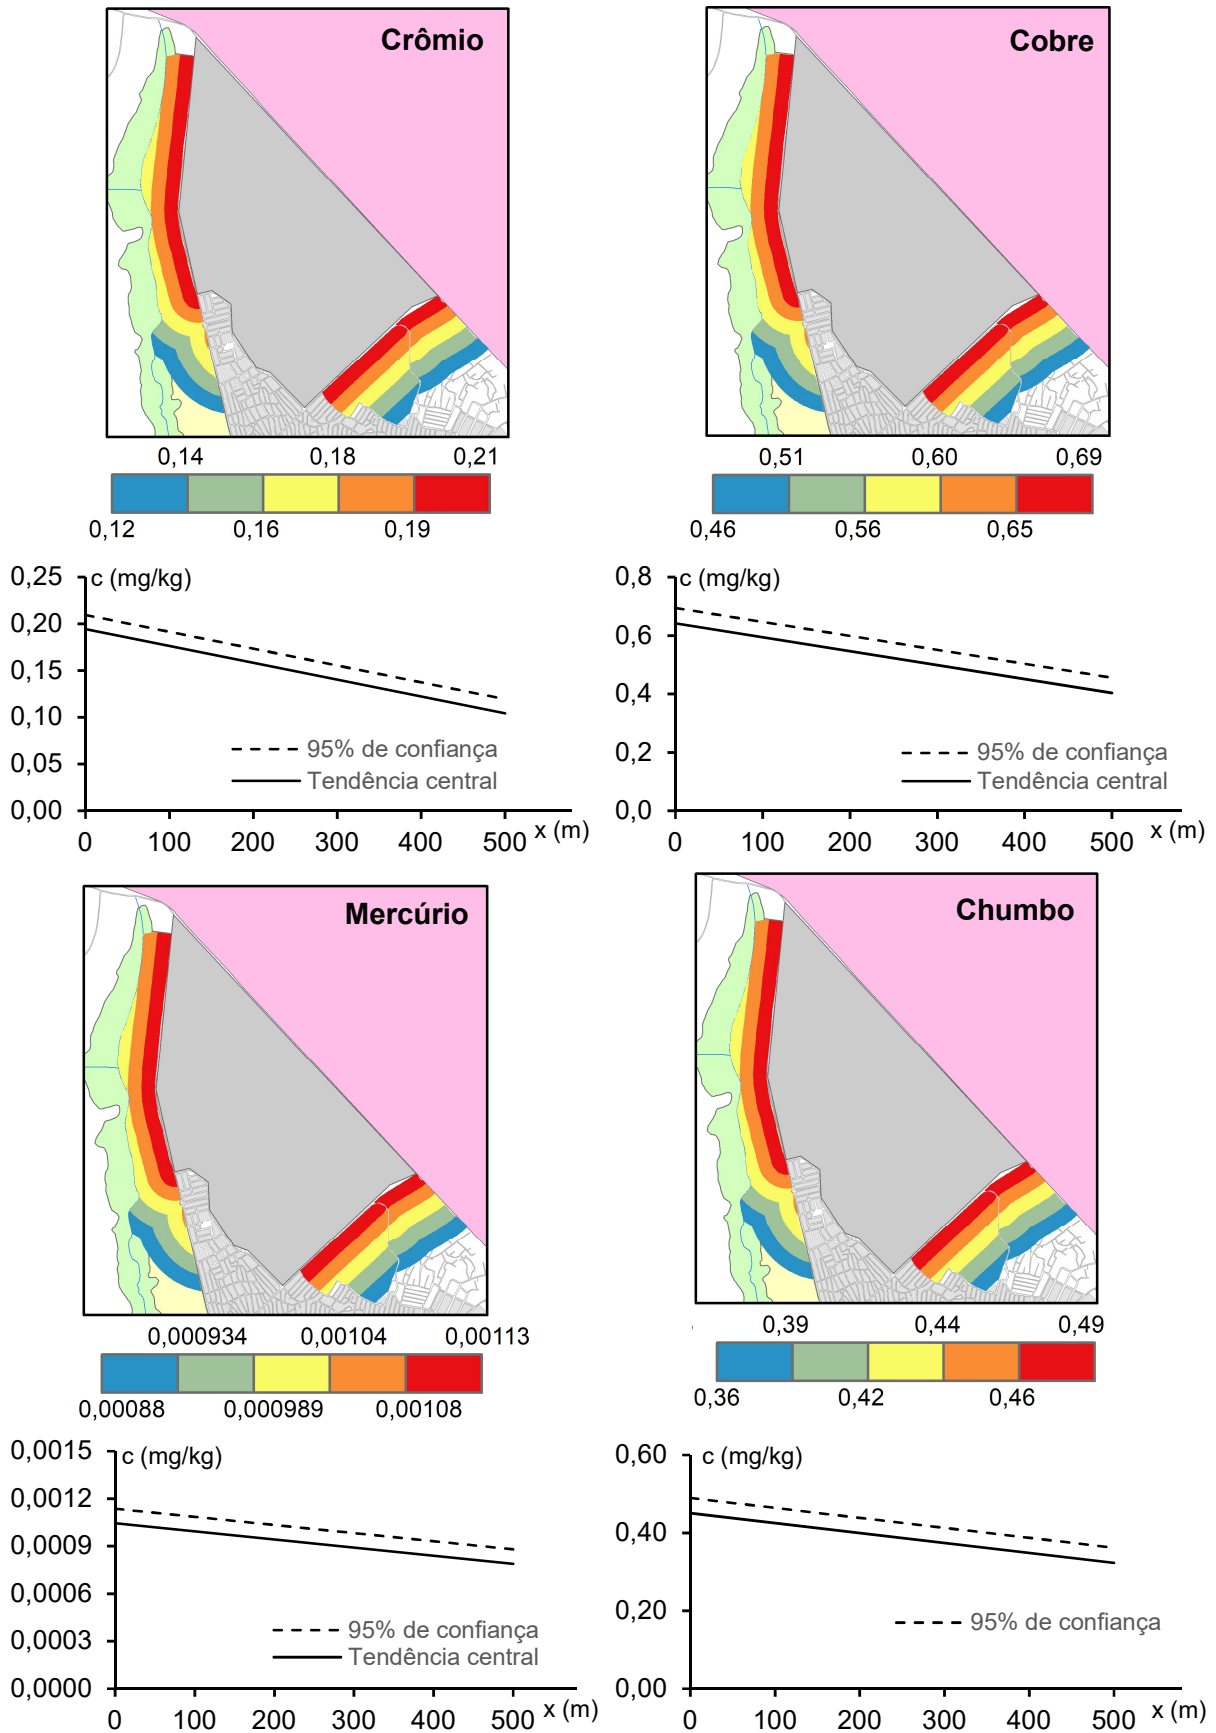 Crômio
0,14 0,18 0,21
0,12 0,16 0,19
0,25 c (mg/kg)
0,20
0,15
0,10
0,05
0,00
95% de confiança
Tendência central
0 100 200 300 400 500 x (m)
Cobre
0,51 0,60 0,69
0,46 0,56 0,65
0,8 c (mg/kg)
0,6
0,4
0,2
0,0
95% de confiança
Tendência central
0 100 200 300 400 500 x (m)
Mercúrio
0,000934 0,00104 0,00113
0,00088 0,000989 0,00108
0,0015 c (mg/kg)
0,0012
0,0009
0,0006
0,0003
0,0000
95% de confiança
Tendência central
0 100 200 300 400 500 x (m)
Chumbo
0,39 0,44 0,49
0,36 0,42 0,46
0,60 c (mg/kg)
0,40
0,20
0,00
95% de confiança
0 100 200 300 400 500 x (m)